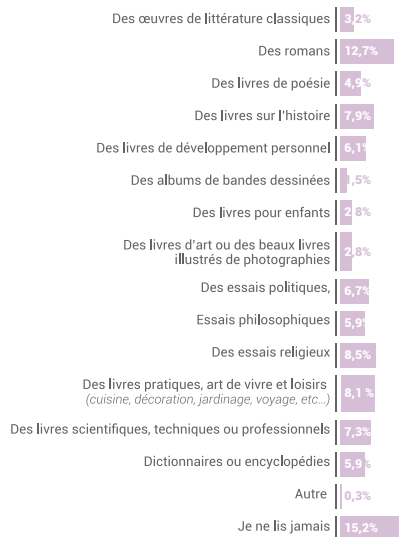 Des œuvres de littérature classiques 3,2%
Des romans 12,7%
Des livres de poésie 4,9%
Des livres sur l'histoire 7,9%
Des livres de développement personnel 6,1%
Des albums de bandes dessinées 1,5%
Des livres pour enfants 2,8%
Des livres d'art ou des beaux livres
illustrés de photographies 2,8%
Des essais politiques, 6,7%
Essais philosophiques 5,9%
Des essais religieux 8,5%
Des livres pratiques, art de vivre et loisirs
(cuisine, décoration, jardinage, voyage, etc...) 8,1 %
Des livres scientifiques, techniques ou professionnels 7,3%
Dictionnaires ou encyclopédies 5,9%
Autre 0,3%
Je ne lis jamais 15,2%